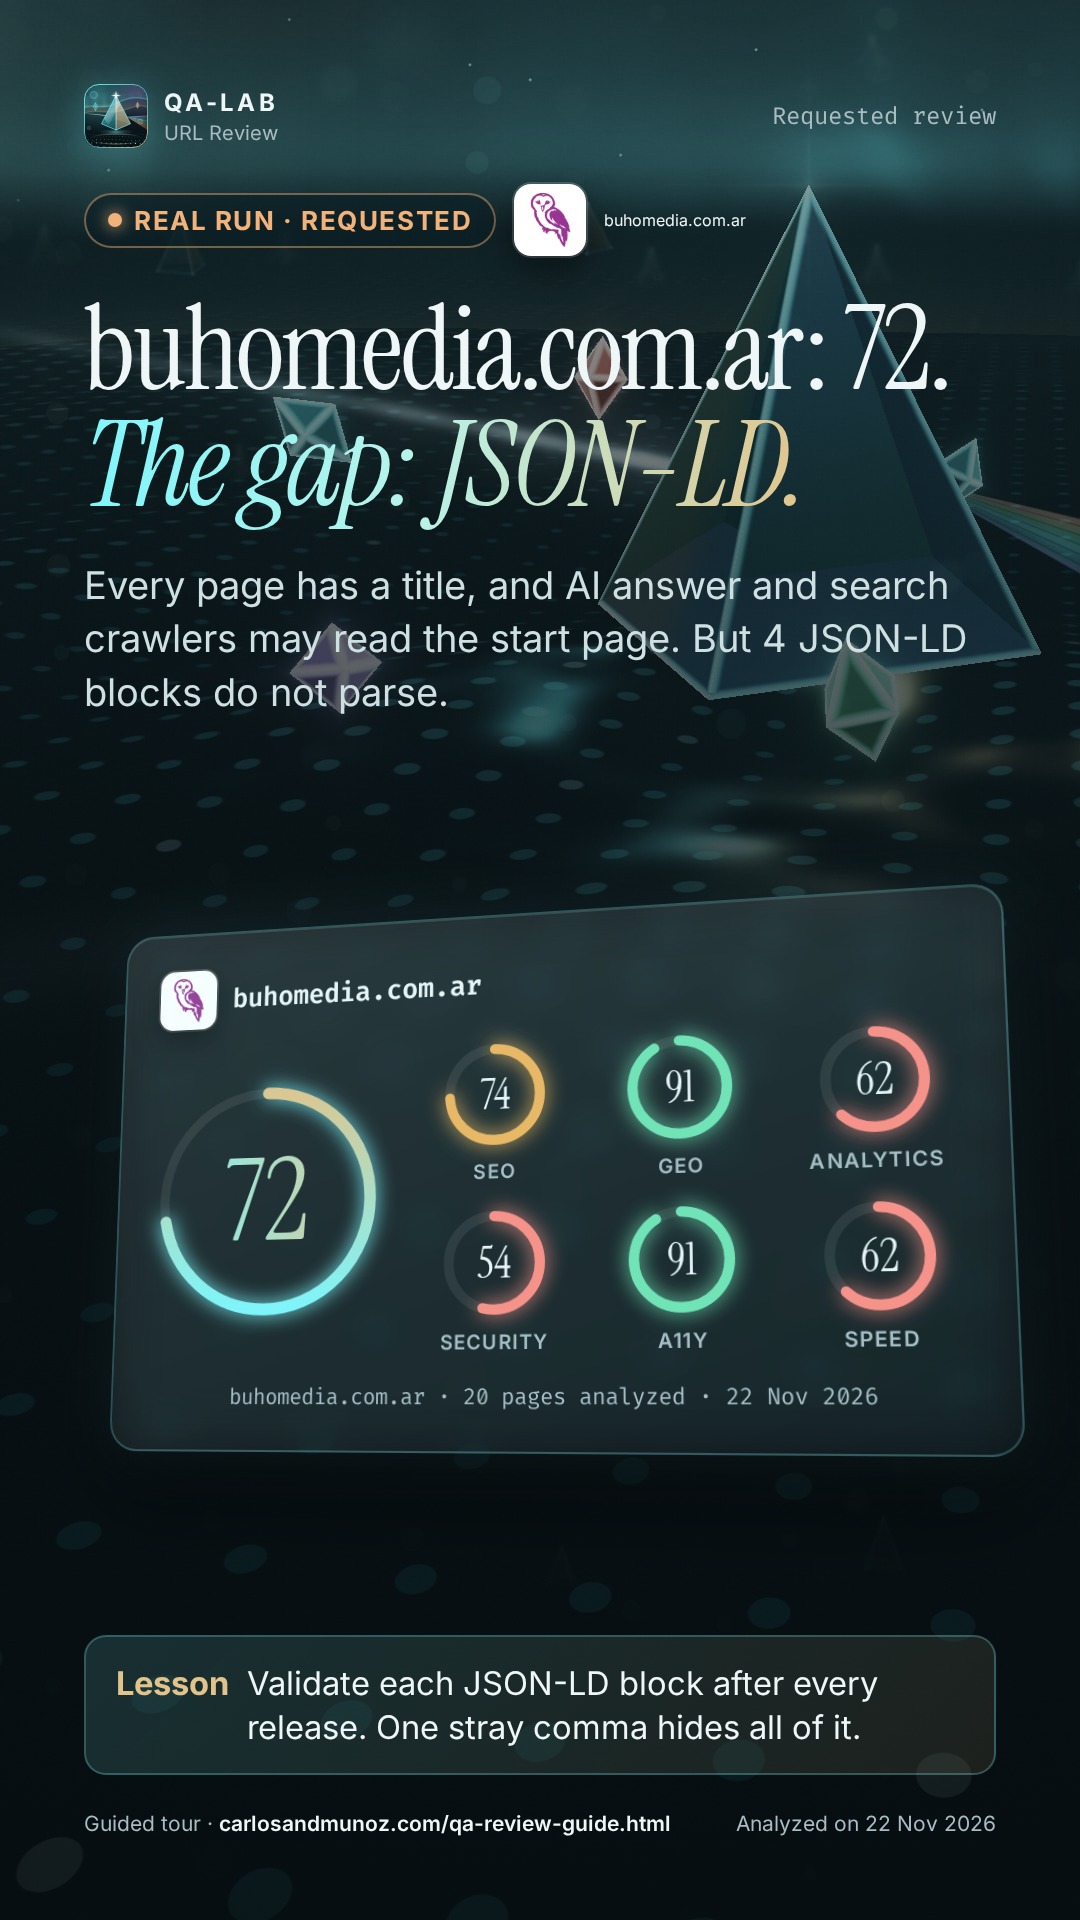 QA-LAB
URL Review
Requested review
REAL RUN · REQUESTED
buhomedia.com.ar
buhomedia.com.ar: 72.
The gap: JSON-LD.
Every page has a title, and AI answer and search
crawlers may read the start page. But 4 JSON-LD
blocks do not parse.
buhomedia.com.ar
72
74
SEO
91
GEO
62
ANALYTICS
54
SECURITY
91
A11Y
62
SPEED
buhomedia.com.ar · 20 pages analyzed · 22 Nov 2026
Lesson Validate each JSON-LD block after every
release. One stray comma hides all of it.
Guided tour · carlosandmunoz.com/qa-review-guide.html
Analyzed on 22 Nov 2026